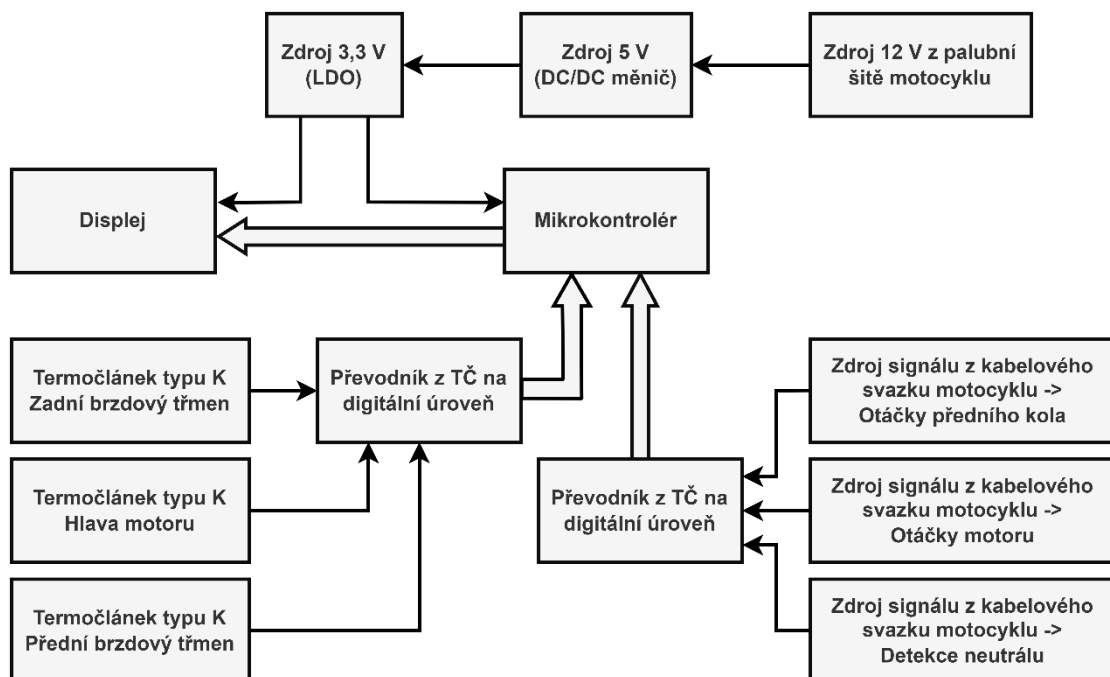 Zdroj 3,3 V
(LDO)
Zdroj 5 V
(DC/DC měnič)
Zdroj 12 V z palubní
šitě motocyklu
Displej
Mikrokontrolér
Termočlánek typu K
Zadní brzdový třmen
Převodník z TČ na
digitální úroveň
Zdroj signálu z kabelového
svazku motocyklu ->
Otáčky předního kola
Termočlánek typu K
Hlava motoru
Převodník z TČ na
digitální úroveň
Zdroj signálu z kabelového
svazku motocyklu ->
Otáčky motoru
Termočlánek typu K
Přední brzdový třmen
Zdroj signálu z kabelového
svazku motocyklu ->
Detekce neutrálu